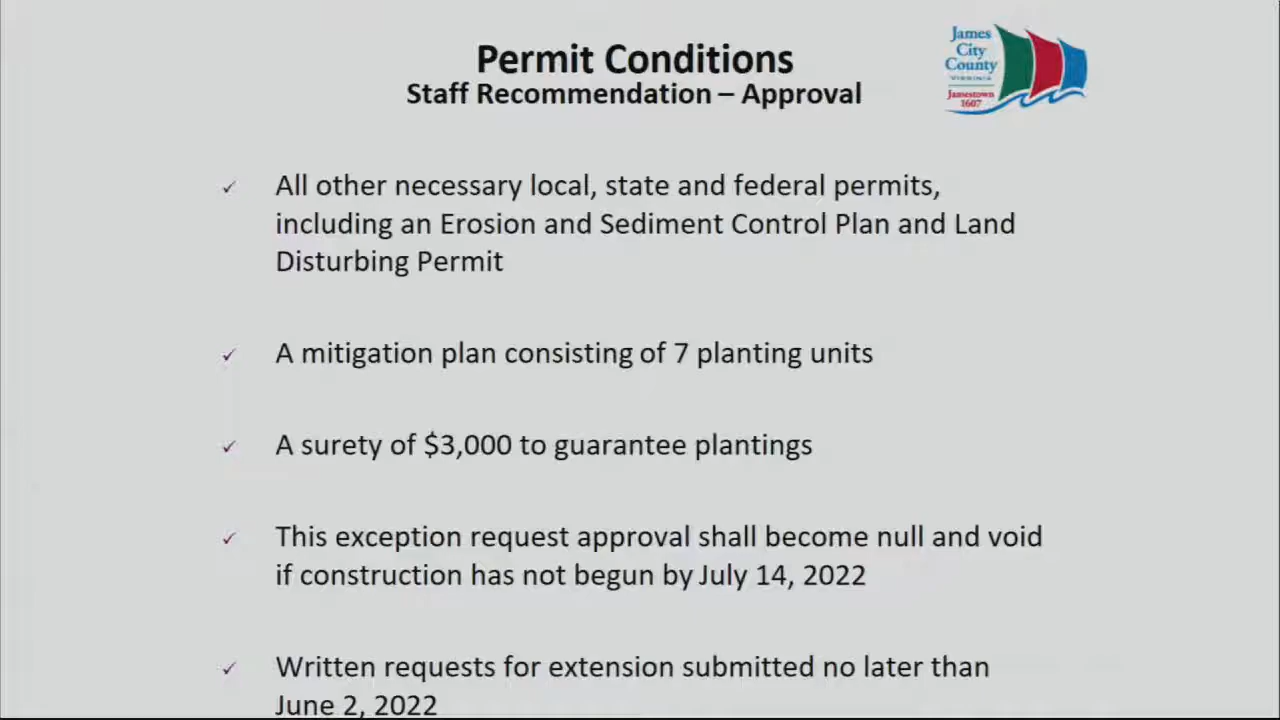 Permit Conditions
Staff Recommendation – Approval
James
City
County
VIRGINIA
Jamestown
1607
✓ All other necessary local, state and federal permits,
including an Erosion and Sediment Control Plan and Land
Disturbing Permit
✓ A mitigation plan consisting of 7 planting units
✓ A surety of $3,000 to guarantee plantings
✓ This exception request approval shall become null and void
if construction has not begun by July 14, 2022
✓ Written requests for extension submitted no later than
June 2, 2022